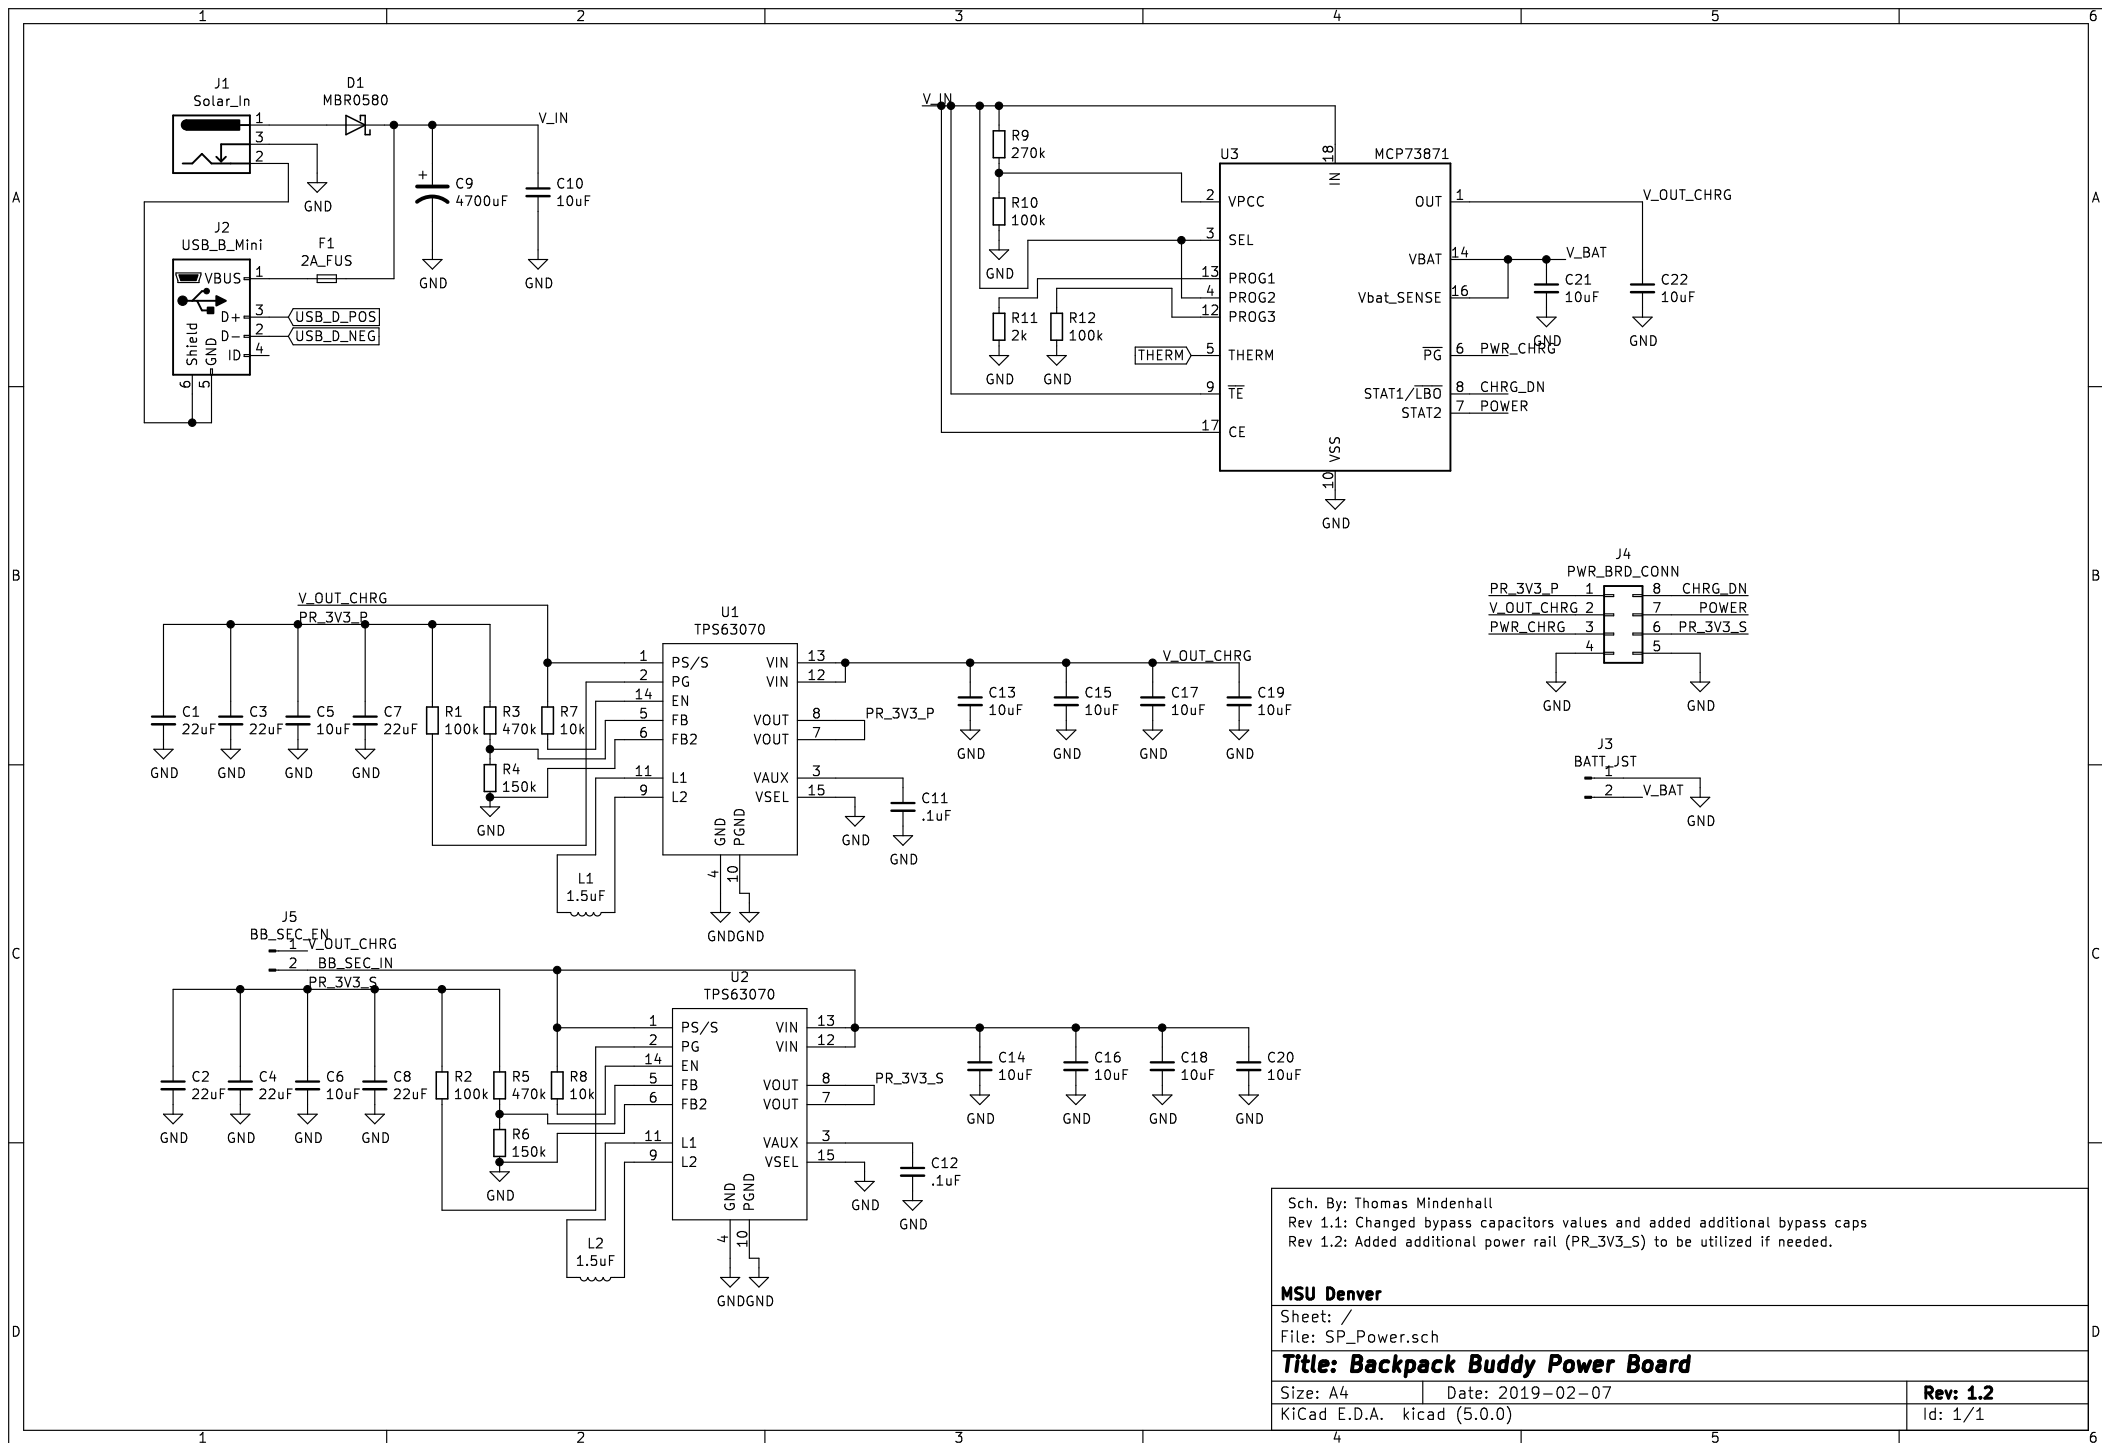 1 2 3 4 5 6
A A
B B
C C
D D
J1
Solar_In
1
3
2
GND
D1
MBR0580
V_IN
C9
4700uF
+
GND
C10
10uF
GND
J2
USB_B_Mini
VBUS 1
D+ 3 USB_D_POS
D- 2 USB_D_NEG
ID 4
Shield
GND
6
5
F1
2A_FUS
V_IN
R9
270k
R10
100k
GND
R11
2k
GND
R12
100k
GND
U3
MCP73871
18
IN
2 VPCC
3 SEL
13 PROG1
4 PROG2
12 PROG3
THERM 5 THERM
9 TE
17 CE
OUT 1 V_OUT_CHRG
VBAT 14 V_BAT
Vbat_SENSE 16
PG 6 PWR_CHRG
STAT1/LBO 8 CHRG_DN
STAT2 7 POWER
VSS
10
GND
C21
10uF
GND
C22
10uF
GND
J4
PWR_BRD_CONN
PR_3V3_P 1 8 CHRG_DN
V_OUT_CHRG 2 7 POWER
PWR_CHRG 3 6 PR_3V3_S
4 5
GND GND
J3
BATT_JST
1
2 V_BAT
GND
V_OUT_CHRG
PR_3V3_P
C1
22uF
GND
C3
22uF
GND
C5
10uF
GND
C7
22uF
GND
R1
100k
R3
470k
R7
10k
R4
150k
GND
U1
TPS63070
1 PS/S
2 PG
14 EN
5 FB
6 FB2
11 L1
9 L2
VIN 13
VIN 12
VOUT 8 PR_3V3_P
VOUT 7
VAUX 3
VSEL 15
GND
PGND
4
10
GND GND
L1
1.5uF
GND
C11
.1uF
GND
V_OUT_CHRG
C13
10uF
GND
C15
10uF
GND
C17
10uF
GND
C19
10uF
GND
J5
BB_SEC_EN
1 V_OUT_CHRG
2 BB_SEC_IN
PR_3V3_S
C2
22uF
GND
C4
22uF
GND
C6
10uF
GND
C8
22uF
GND
R2
100k
R5
470k
R8
10k
R6
150k
GND
U2
TPS63070
1 PS/S
2 PG
14 EN
5 FB
6 FB2
11 L1
9 L2
VIN 13
VIN 12
VOUT 8 PR_3V3_S
VOUT 7
VAUX 3
VSEL 15
GND
PGND
4
10
GND GND
L2
1.5uF
GND
C12
.1uF
GND
C14
10uF
GND
C16
10uF
GND
C18
10uF
GND
C20
10uF
GND
Sch. By: Thomas Mindenhall
Rev 1.1: Changed bypass capacitors values and added additional bypass caps
Rev 1.2: Added additional power rail (PR_3V3_S) to be utilized if needed.
MSU Denver
Sheet: /
File: SP_Power.sch
Title: Backpack Buddy Power Board
Size: A4 Date: 2019-02-07 Rev: 1.2
KiCad E.D.A. kicad (5.0.0) Id: 1/1
1 2 3 4 5 6